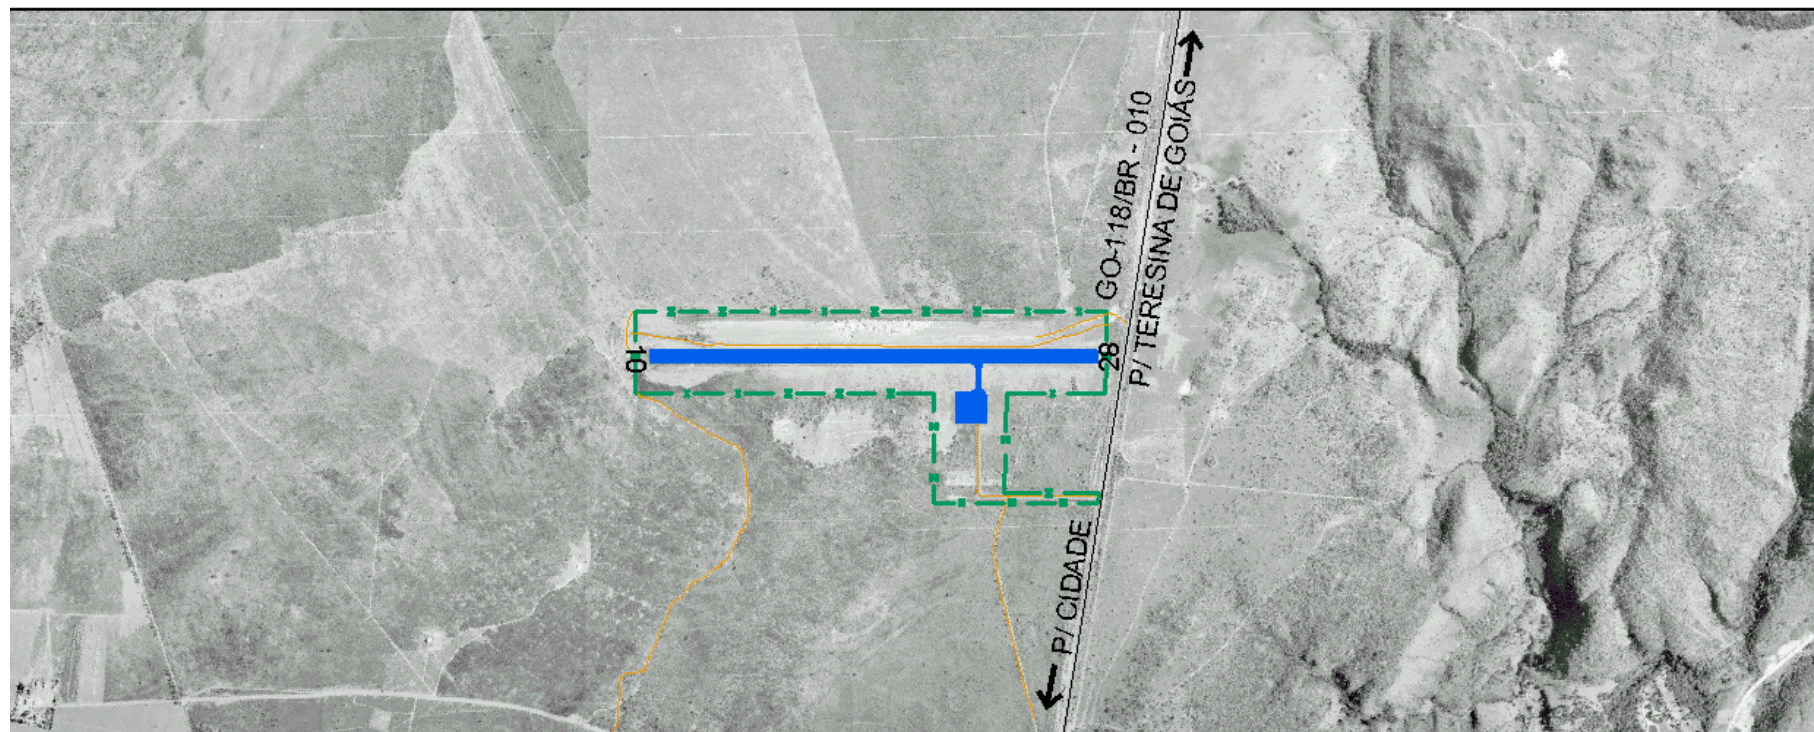 GO-118/BR - 010
P/ TERESINA DE GOIÁS
10
28
P/ CIDADE